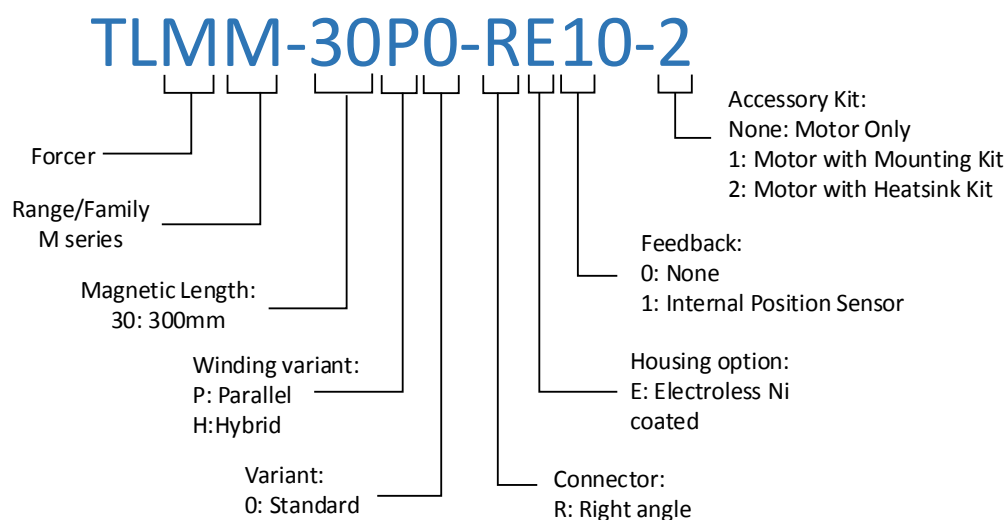 TLMM-30P0-RE10-2
Forcer
Range/Family
M series
Magnetic Length:
30: 300mm
Winding variant:
P: Parallel
H:Hybrid
Variant:
0: Standard
Accessory Kit:
None: Motor Only
1: Motor with Mounting Kit
2: Motor with Heatsink Kit
Feedback:
0: None
1: Internal Position Sensor
Housing option:
E: Electroless Ni
coated
Connector:
R: Right angle